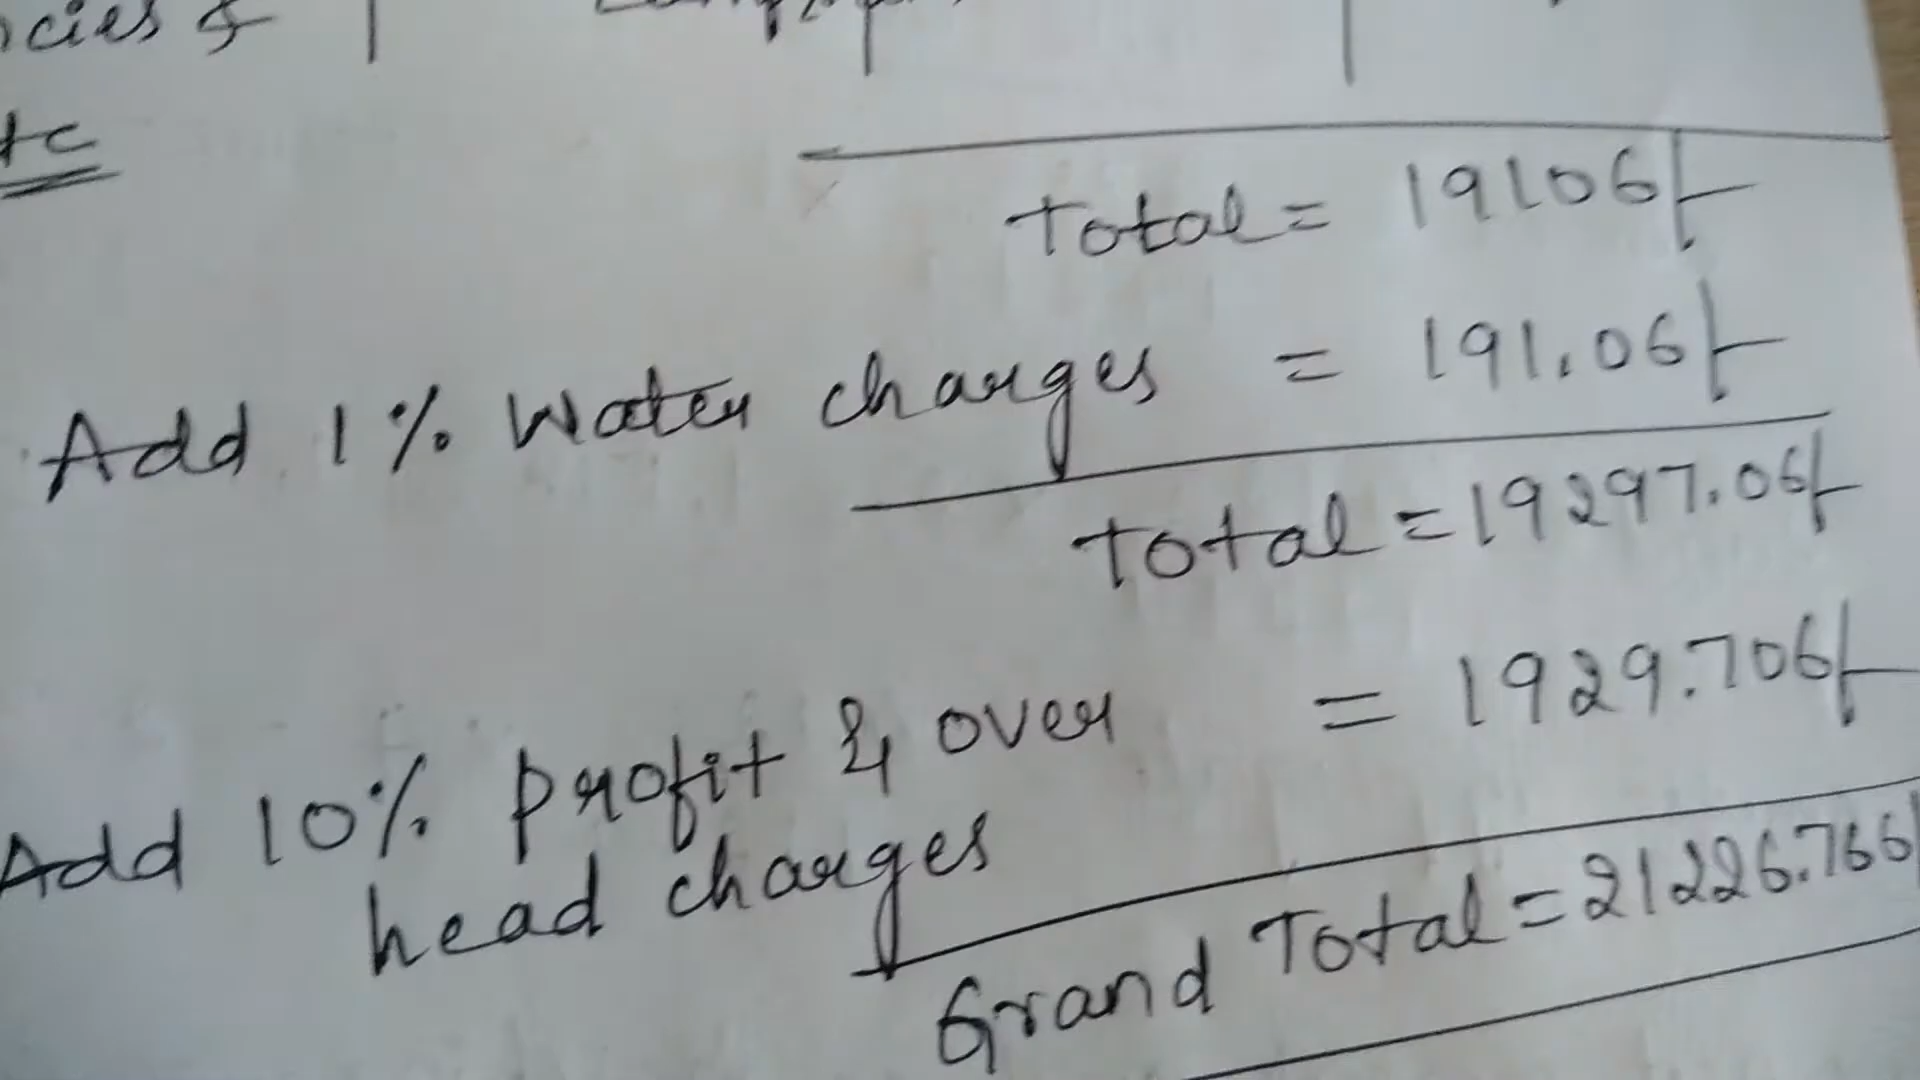 Total = 19106/-
Add 1% Water charges = 191.06/-
Total = 19297.06/-
Add 10% Profit & over = 1929.706/-
head charges
Grand Total = 21226.766/